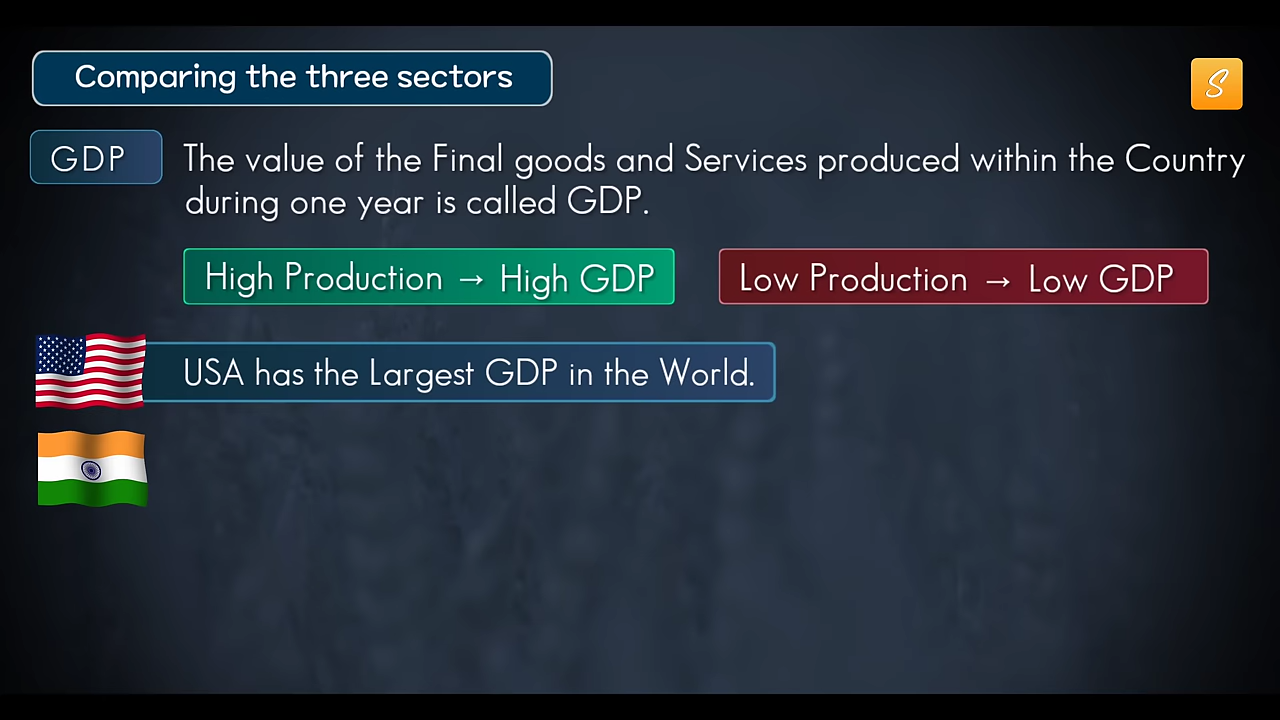 Comparing the three sectors
S
GDP
The value of the Final goods and Services produced within the Country
during one year is called GDP.
High Production → High GDP
Low Production → Low GDP
USA has the Largest GDP in the World.